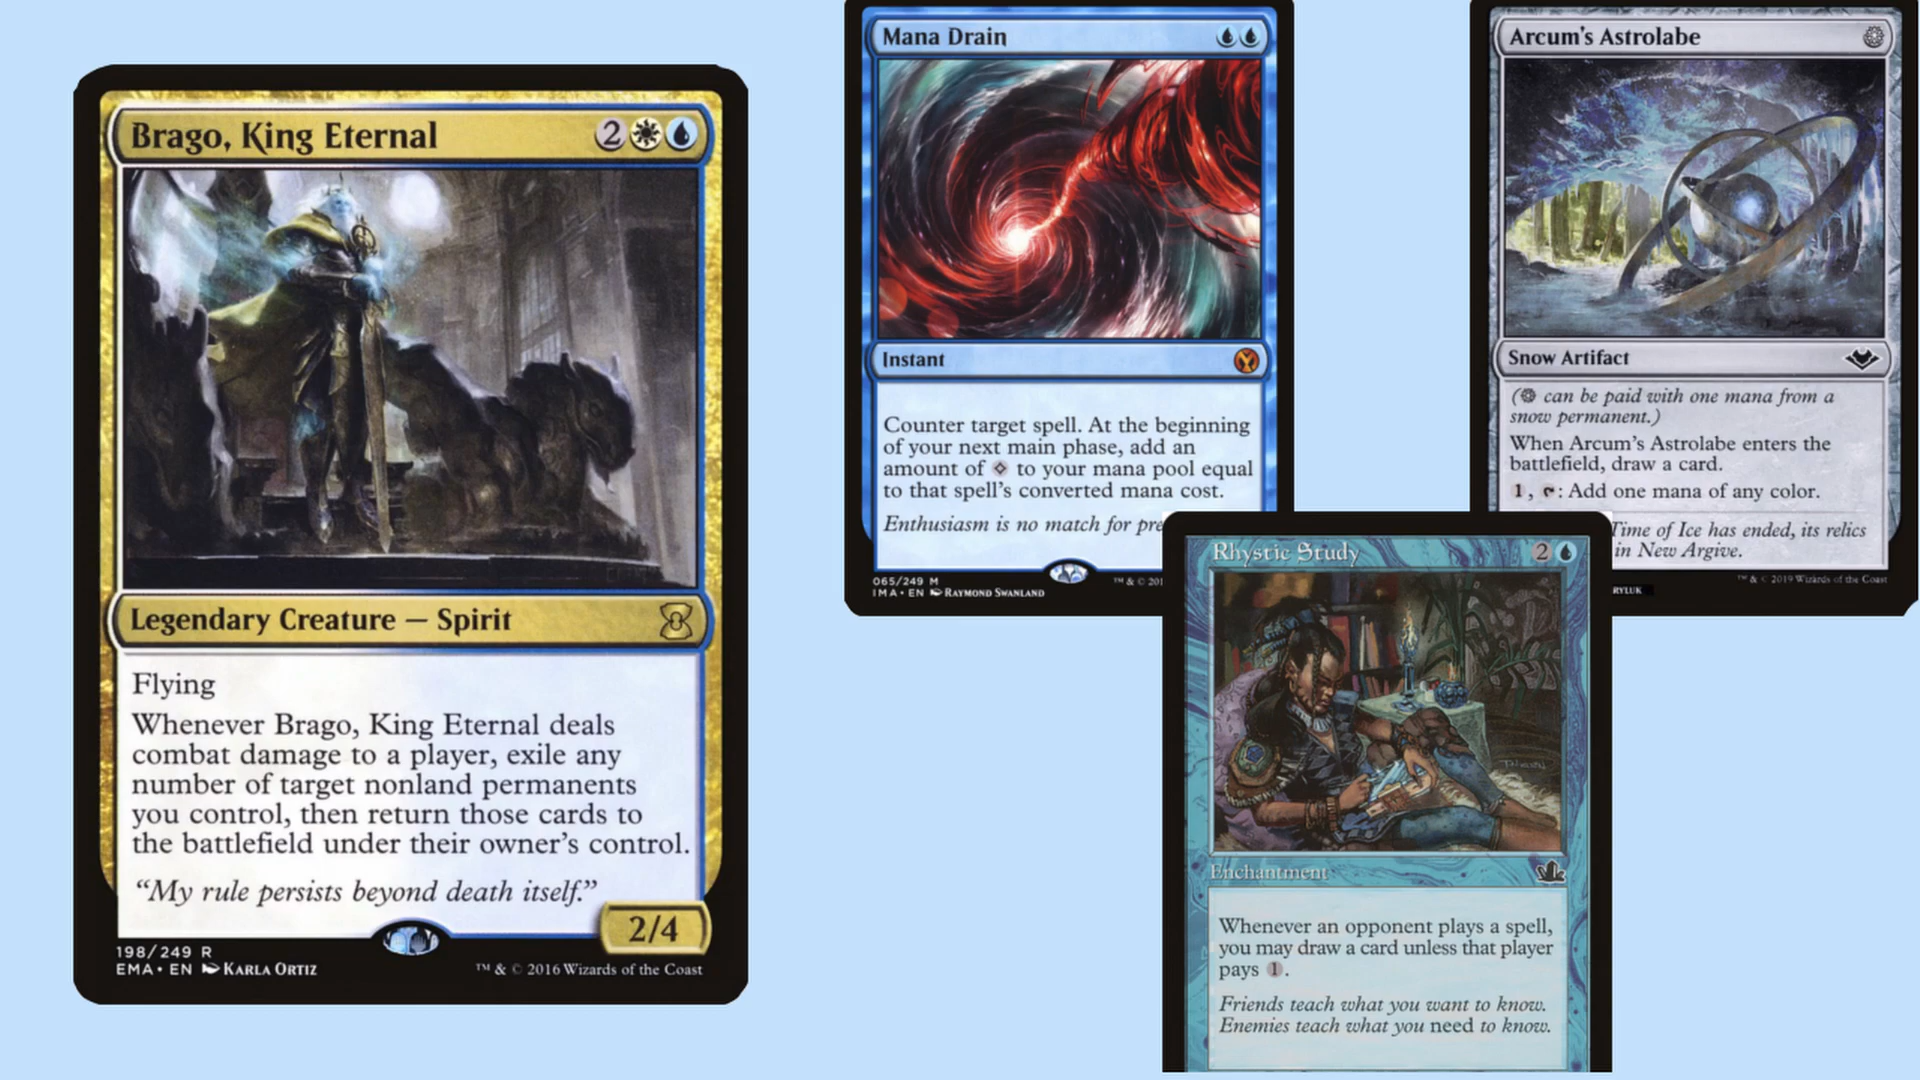 Brago, King Eternal
2
Legendary Creature — Spirit
Flying
Whenever Brago, King Eternal deals
combat damage to a player, exile any
number of target nonland permanents
you control, then return those cards to
the battlefield under their owner's control.
"My rule persists beyond death itself."
2/4
198/249 R
EMA • EN KARLA ORTIZ
™ & © 2016 Wizards of the Coast
Mana Drain
Instant
Counter target spell. At the beginning
of your next main phase, add an
amount of to your mana pool equal
to that spell's converted mana cost.
Enthusiasm is no match for pre
065/249 M
IMA • EN RAYMOND SWANLAND
™ & © 201
Arcum's Astrolabe
Snow Artifact
( can be paid with one mana from a
snow permanent.)
When Arcum's Astrolabe enters the
battlefield, draw a card.
1, : Add one mana of any color.
Time of Ice has ended, its relics
in New Argive.
™ & © 2019 Wizards of the Coast
RYLUK
Rhystic Study
2
Enchantment
Whenever an opponent plays a spell,
you may draw a card unless that player
pays 1.
Friends teach what you want to know.
Enemies teach what you need to know.